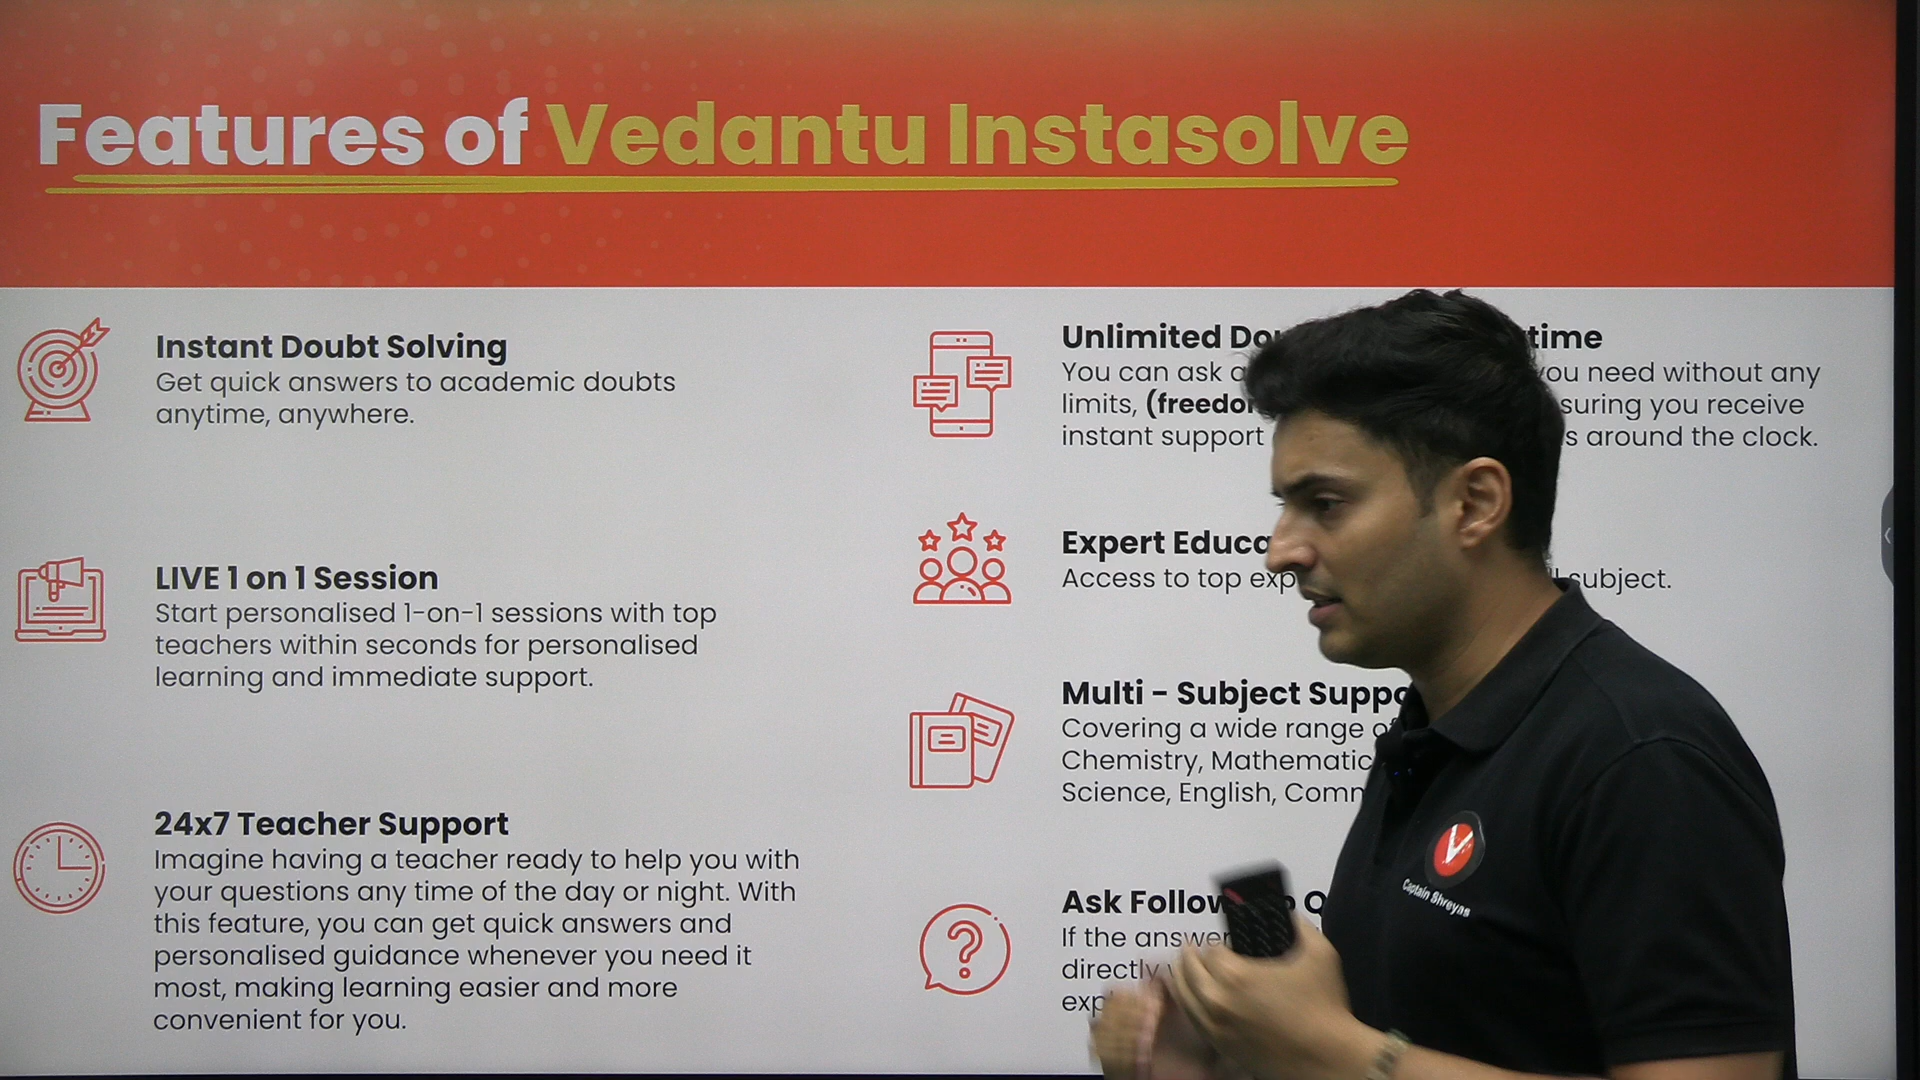 Features of Vedantu Instasolve
Instant Doubt Solving
Get quick answers to academic doubts
anytime, anywhere.
LIVE 1 on 1 Session
Start personalised 1-on-1 sessions with top
teachers within seconds for personalised
learning and immediate support.
24x7 Teacher Support
Imagine having a teacher ready to help you with
your questions any time of the day or night. With
this feature, you can get quick answers and
personalised guidance whenever you need it
most, making learning easier and more
convenient for you.
Unlimited
You can ask you need without any
limits, you receive
instant support around the clock.
Expert
Access to top subject.
Multi - Subject
Covering a wide range
Chemistry,
Science, English,
Ask
If the
directly
V
Captain Shreyas